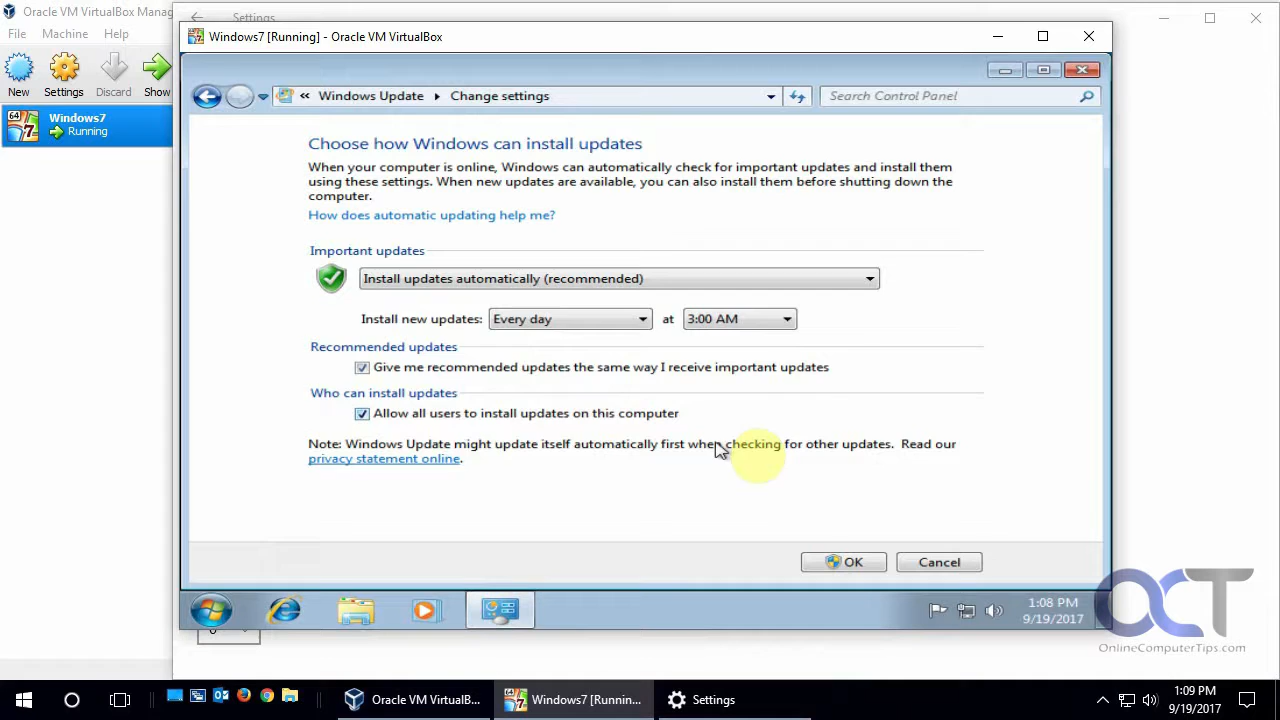 Oracle VM VirtualBox Manag
Settings
File Machine Help
Windows7 [Running] - Oracle VM VirtualBox
New Settings Discard Show
64
Windows7
Running
« Windows Update Change settings
Search Control Panel
Choose how Windows can install updates
When your computer is online, Windows can automatically check for important updates and install them
using these settings. When new updates are available, you can also install them before shutting down the
computer.
How does automatic updating help me?
Important updates
Install updates automatically (recommended)
Install new updates: Every day at 3:00 AM
Recommended updates
Give me recommended updates the same way I receive important updates
Who can install updates
Allow all users to install updates on this computer
Note: Windows Update might update itself automatically first when checking for other updates. Read our
privacy statement online.
OK Cancel
1:08 PM
9/19/2017
OCT
OnlineComputerTips.com
Oracle VM VirtualB...
Windows7 [Runnin...
Settings
1:09 PM
9/19/2017